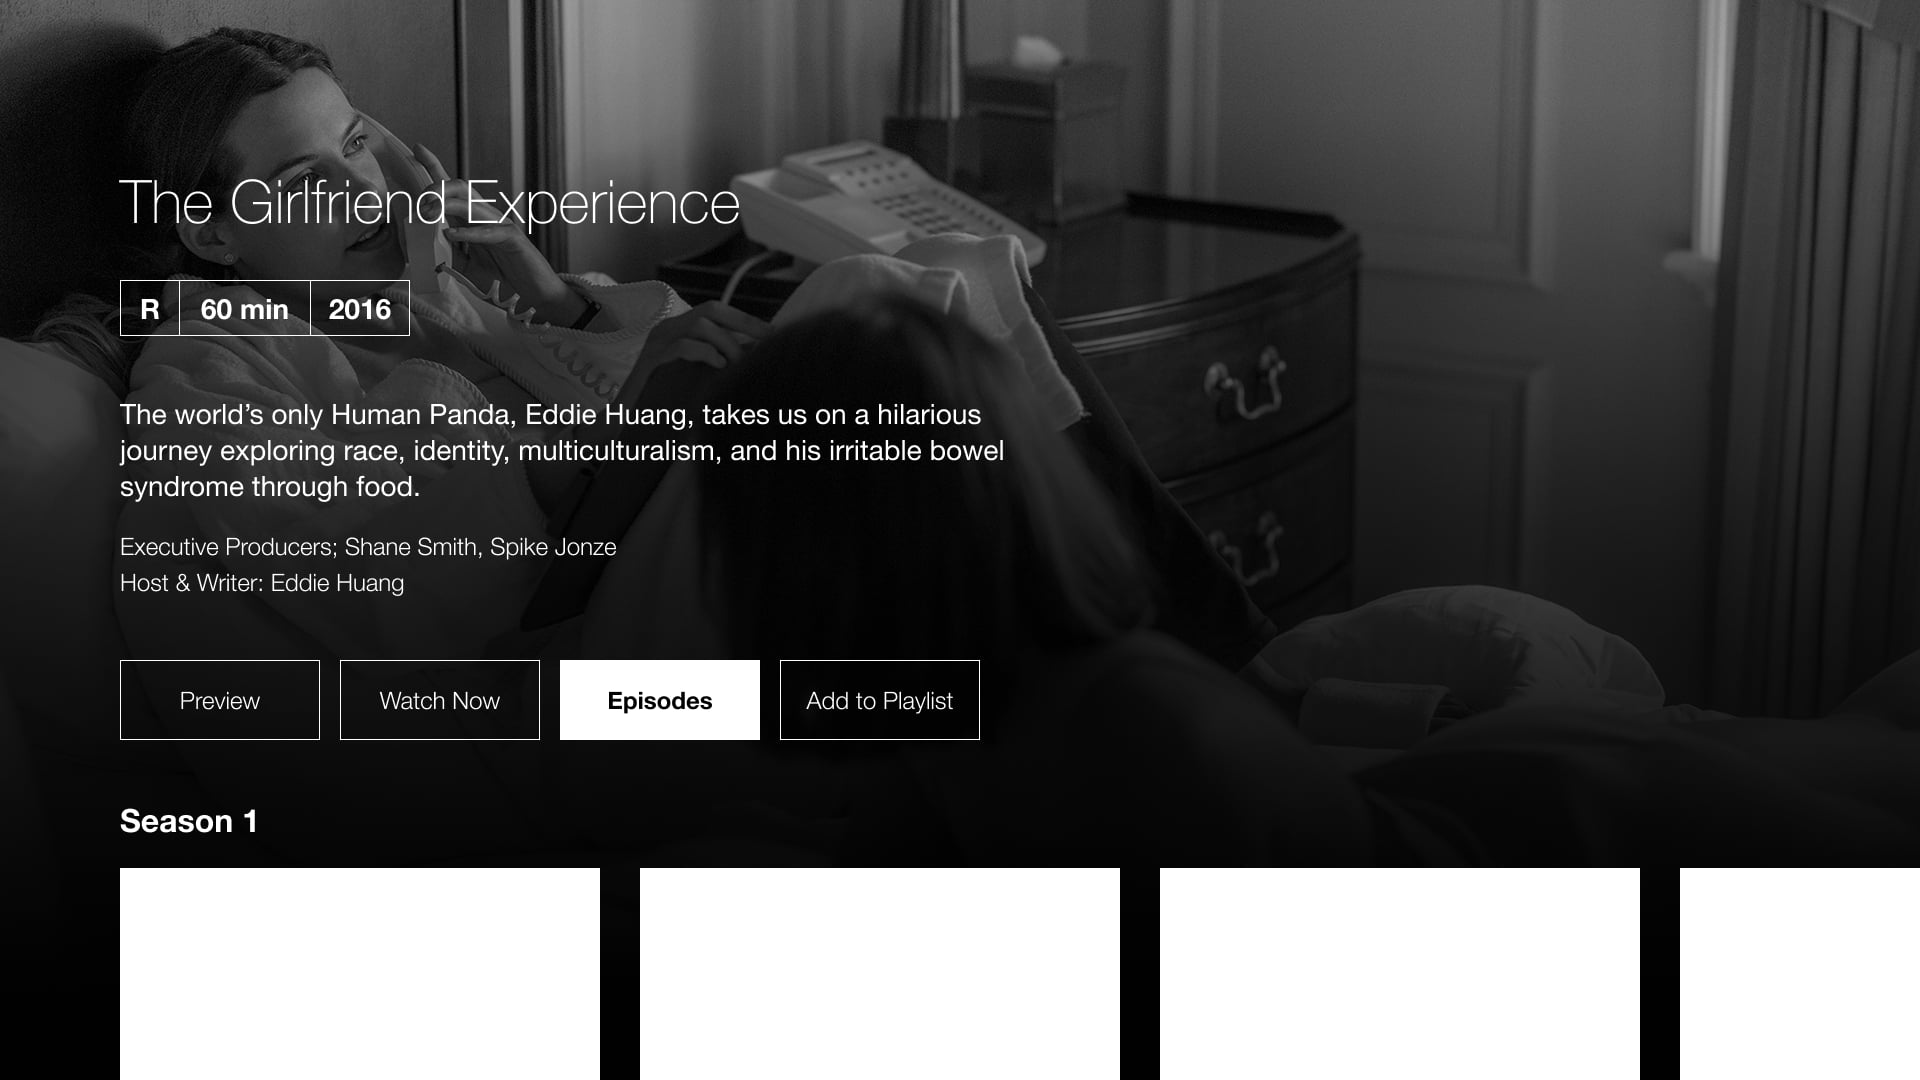 The Girlfriend Experience
R 60 min 2016
The world’s only Human Panda, Eddie Huang, takes us on a hilarious
journey exploring race, identity, multiculturalism, and his irritable bowel
syndrome through food.
Executive Producers; Shane Smith, Spike Jonze
Host & Writer: Eddie Huang
Preview Watch Now Episodes Add to Playlist
Season 1